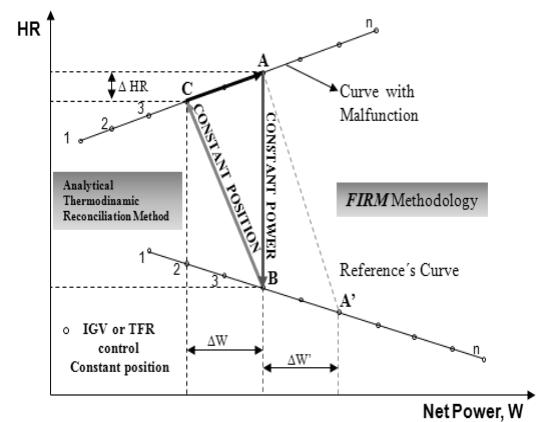 HR
n
A
Δ HR
C
Curve with
Malfunction
3
2
1
CONSTANT POSITION
CONSTANT POWER
Analytical
Thermodinamic
Reconciliation Method
FIRM Methodology
1
2
3
B
Reference´s Curve
A’
IGV or TFR
control
Constant position
ΔW
ΔW'
n
Net Power, W